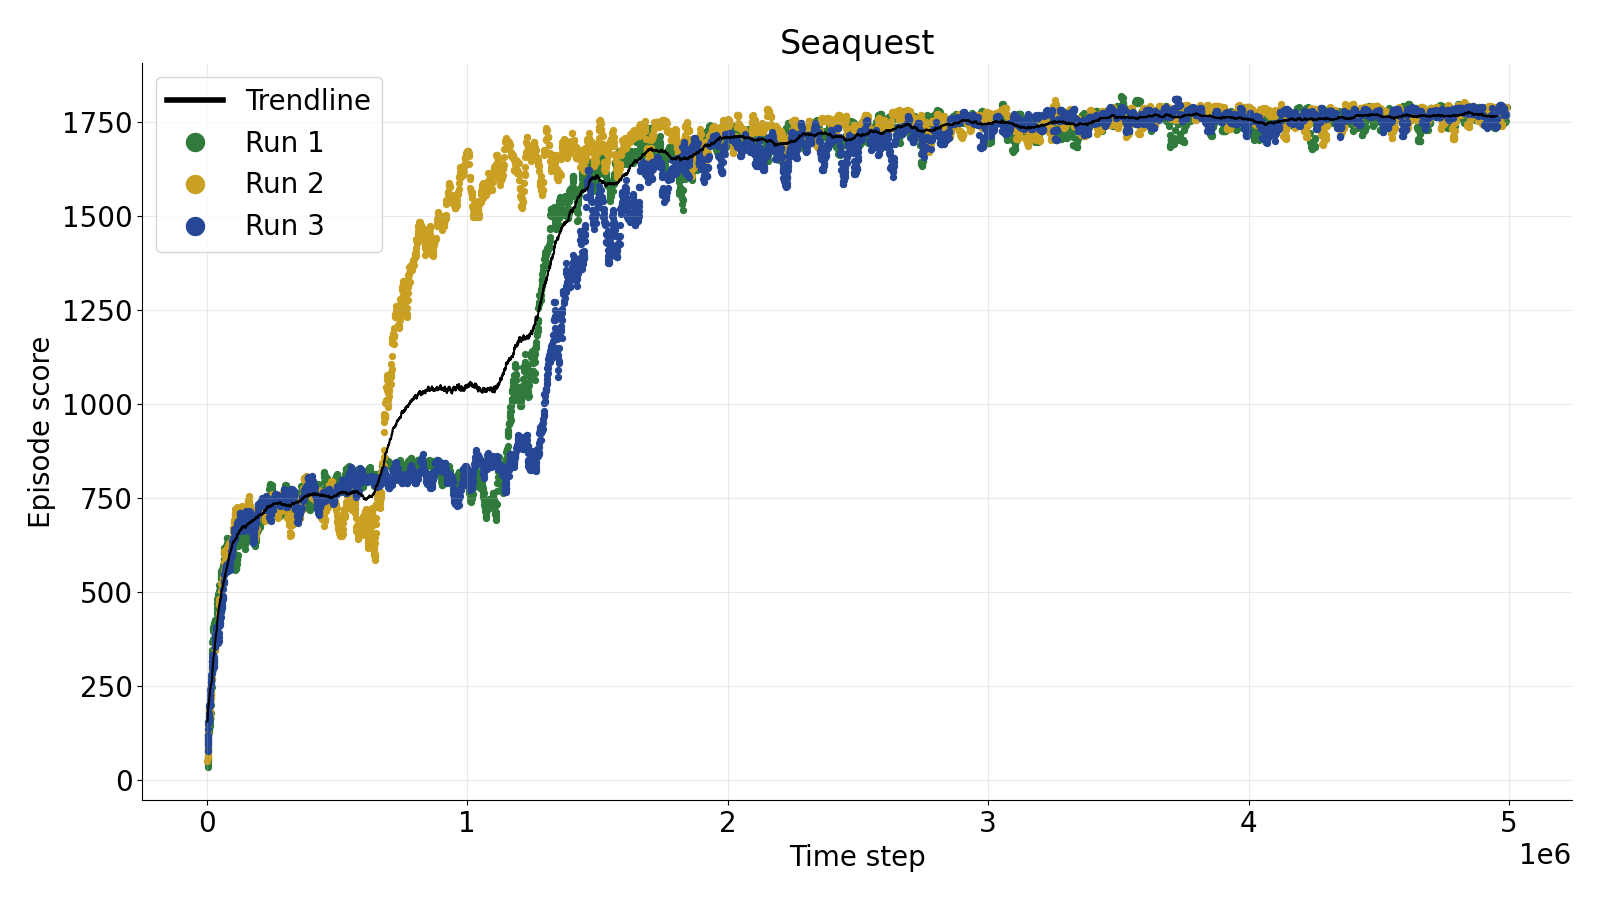 Seaquest
Trendline
Run 1
Run 2
Run 3
Episode score
1750
1500
1250
1000
750
500
250
0
0 1 2 3 4 5
1e6
Time step